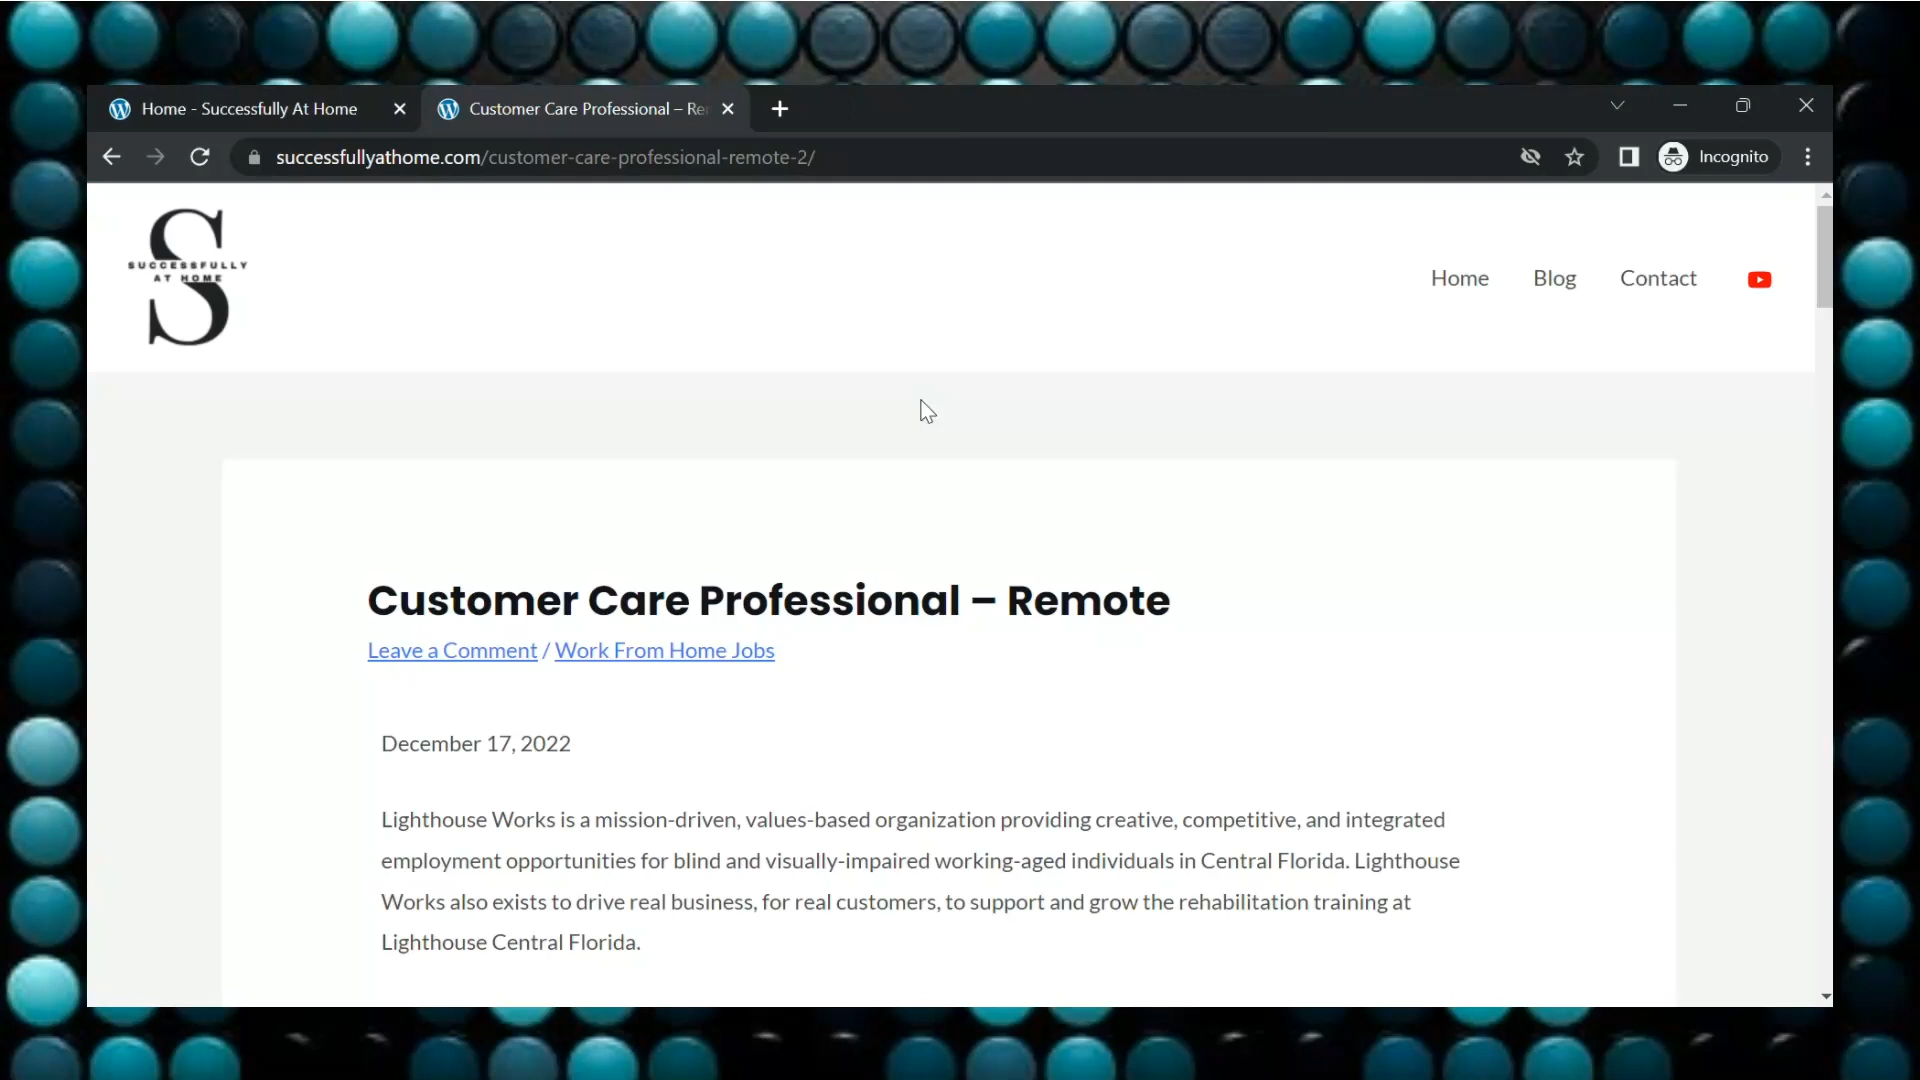 Home - Successfully At Home
Customer Care Professional – Re
successfullyathome.com/customer-care-professional-remote-2/
Incognito
S
SUCCESSFULLY
AT HOME
Home Blog Contact
Customer Care Professional – Remote
Leave a Comment / Work From Home Jobs
December 17, 2022
Lighthouse Works is a mission-driven, values-based organization providing creative, competitive, and integrated
employment opportunities for blind and visually-impaired working-aged individuals in Central Florida. Lighthouse
Works also exists to drive real business, for real customers, to support and grow the rehabilitation training at
Lighthouse Central Florida.